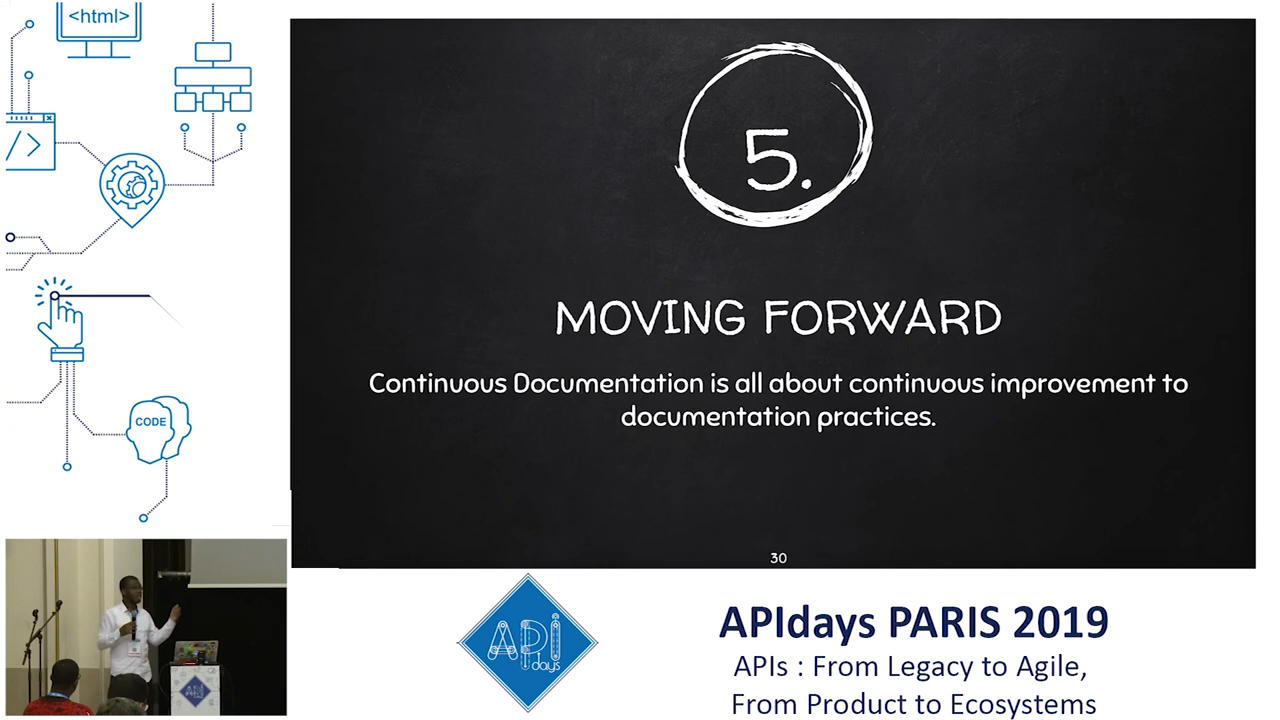 <html>
</>
CODE
5.
MOVING FORWARD
Continuous Documentation is all about continuous improvement to
documentation practices.
30
API
days
APIdays PARIS 2019
APIs : From Legacy to Agile,
From Product to Ecosystems
API